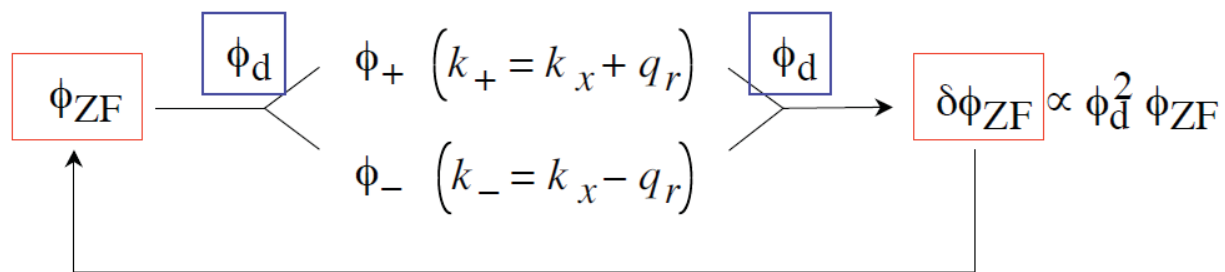 ϕ_ZF ϕ_d ϕ_+ (k_+ = k_x + q_r) ϕ_d δϕ_ZF ∝ ϕ_d^2 ϕ_ZF
ϕ_− (k_− = k_x − q_r)